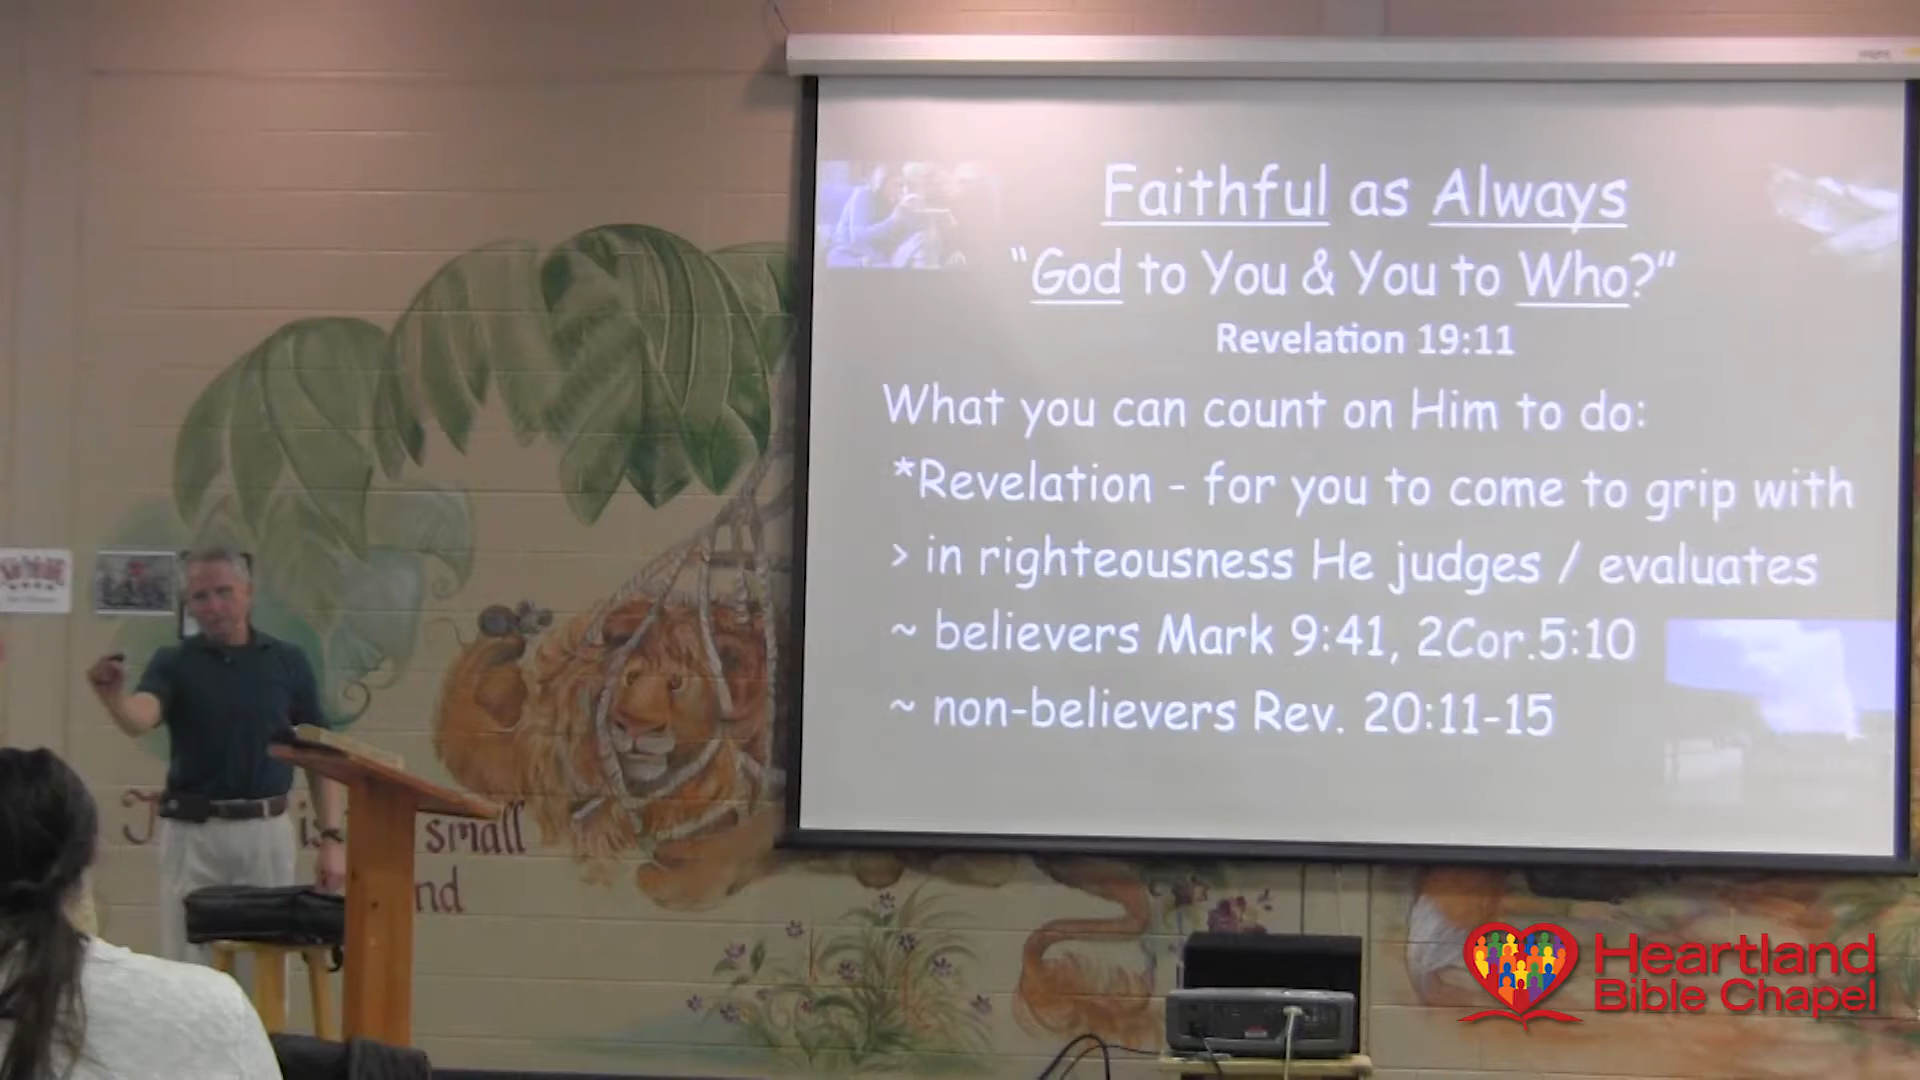 Faithful as Always
“God to You & You to Who?”
Revelation 19:11
What you can count on Him to do:
*Revelation - for you to come to grip with
> in righteousness He judges / evaluates
~ believers Mark 9:41, 2Cor.5:10
~ non-believers Rev. 20:11-15
is small
Heartland
Bible Chapel